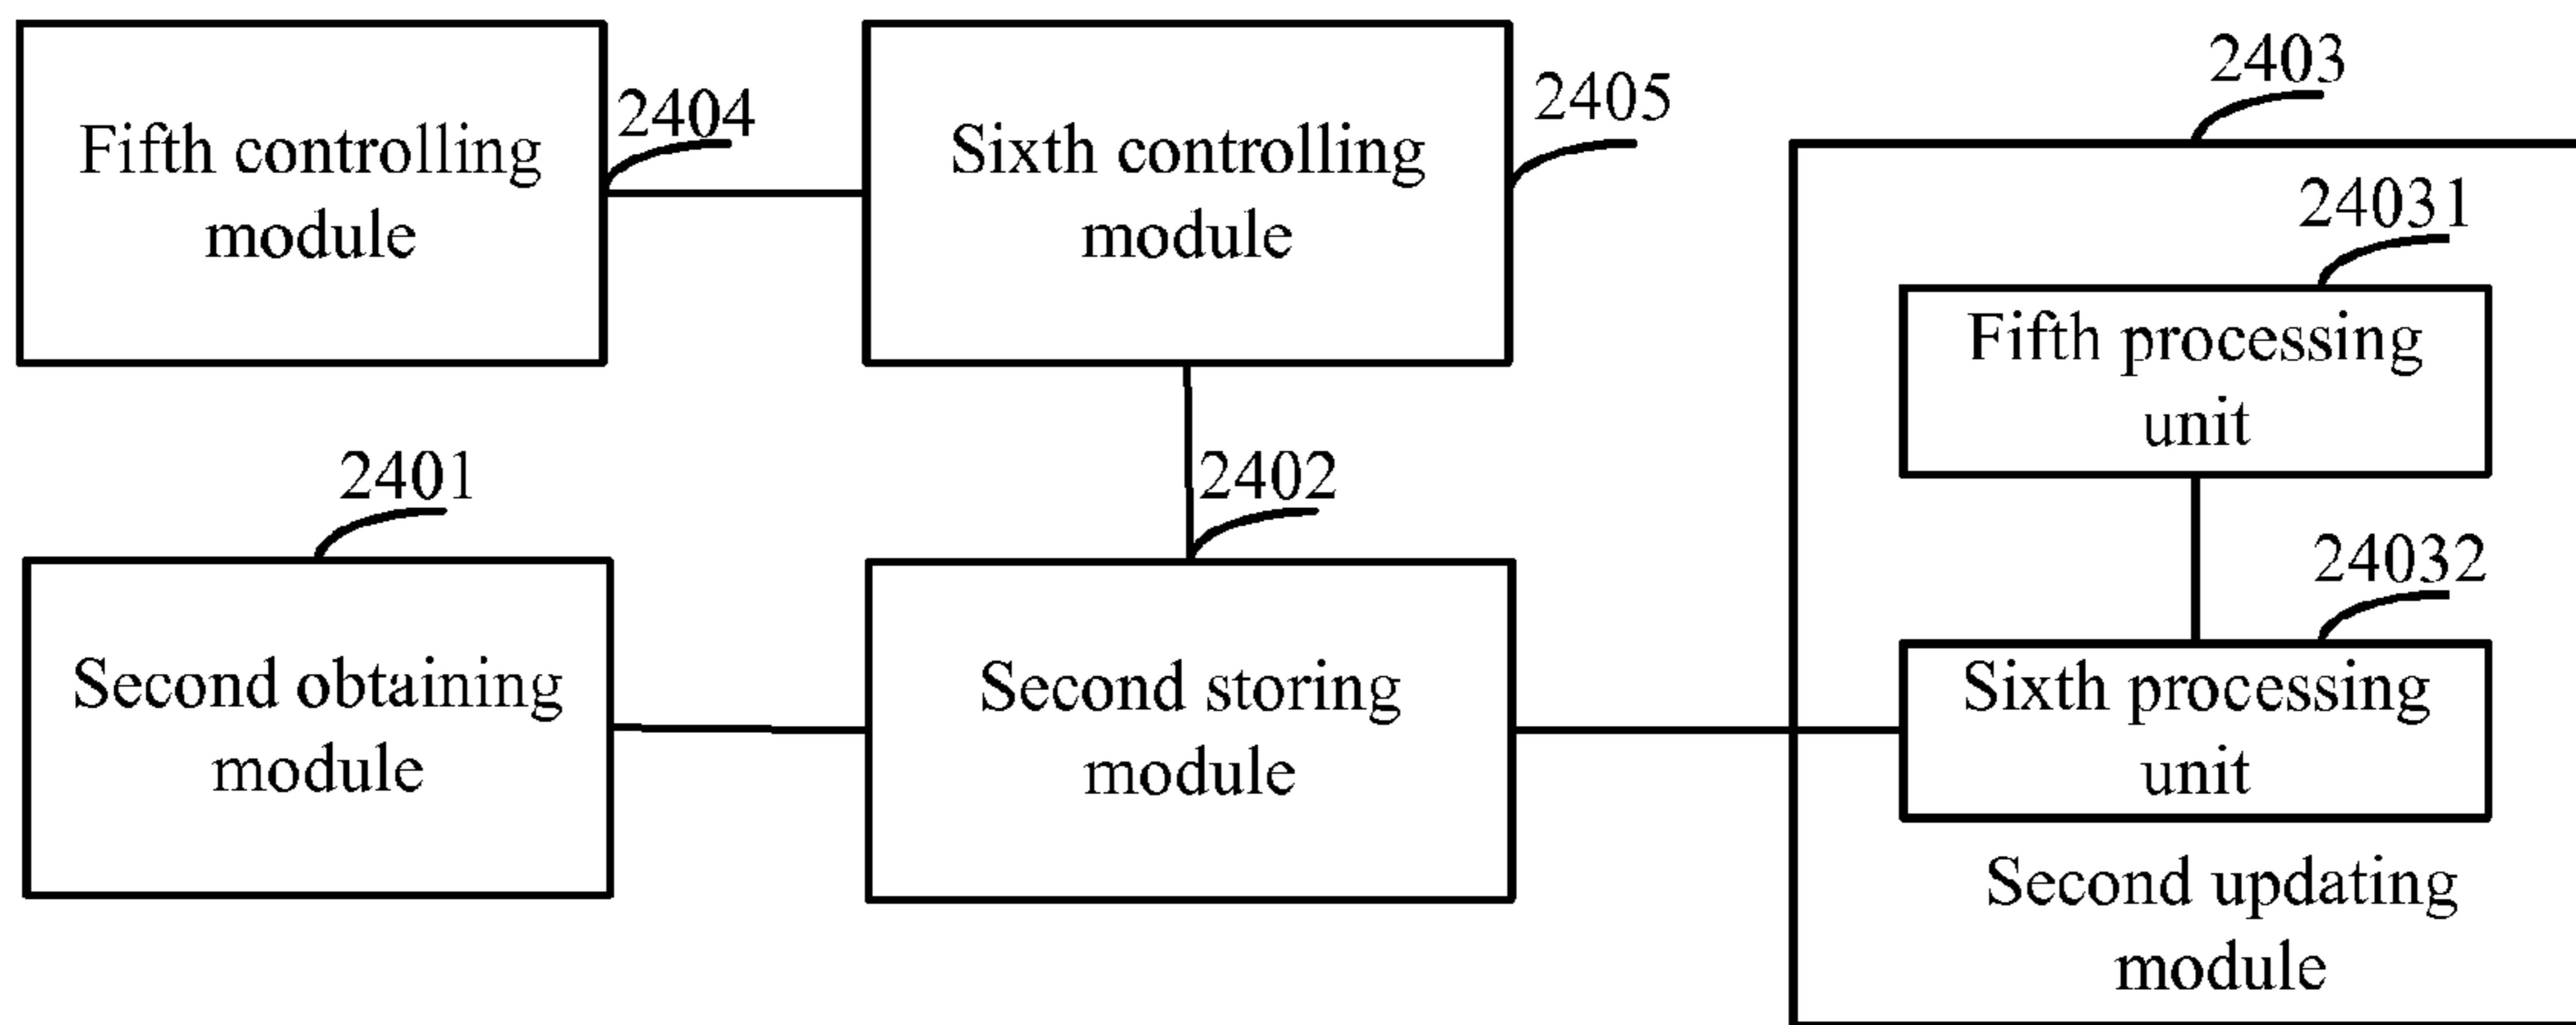 Fifth controlling
module
2404
Sixth controlling
module
2405
2403
24031
Fifth processing
unit
2401
Second obtaining
module
2402
Second storing
module
24032
Sixth processing
unit
Second updating
module